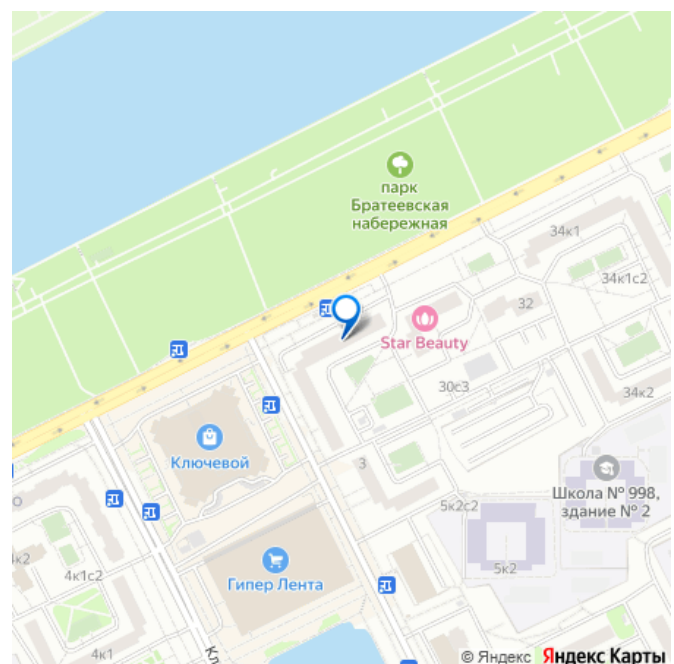 парк
Братеевская
набережная
34к1
34к1с2
32
Star Beauty
30с3
34к2
Ключевой
3
Школа № 998,
здание № 2
5к2с2
5к2
4к1с2
Гипер Лента
4к1
© Яндекс Яндекс Карты